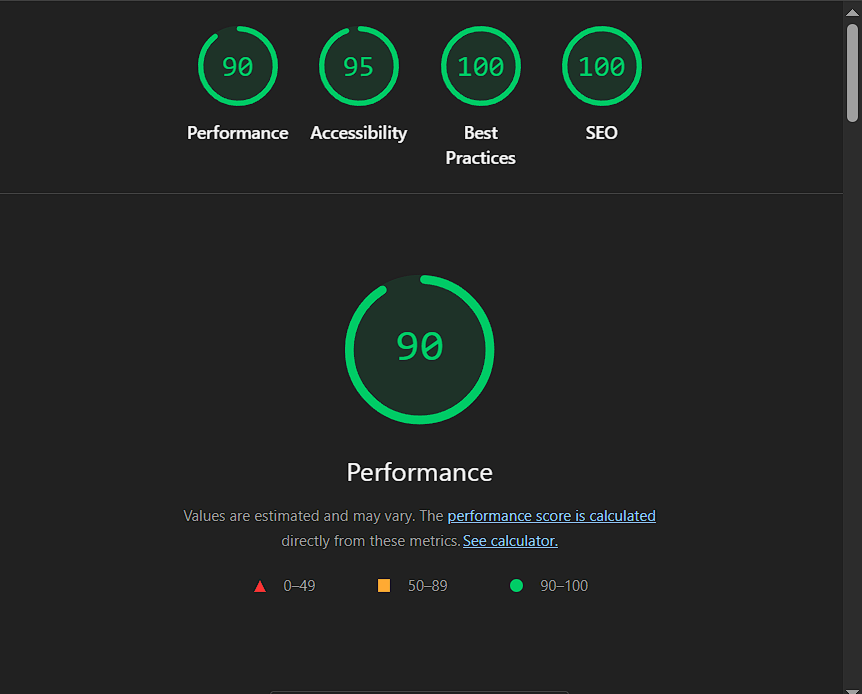 90
95
100
100
Performance
Accessibility
Best
Practices
SEO
90
Performance
Values are estimated and may vary. The performance score is calculated
directly from these metrics. See calculator.
0–49
50–89
90–100